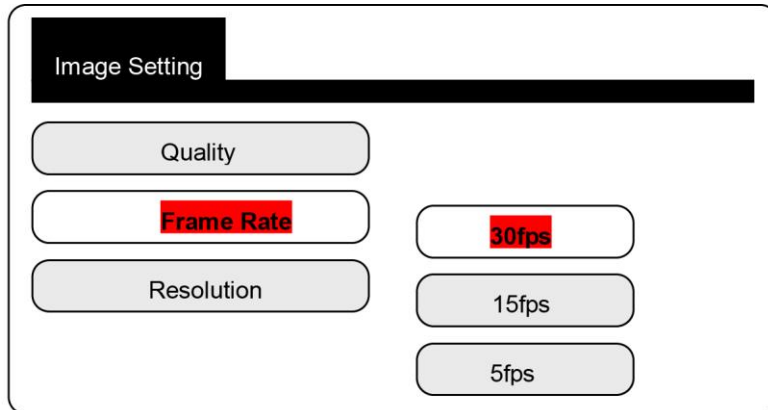 Image Setting
Quality
Frame Rate
30fps
Resolution
15fps
5fps